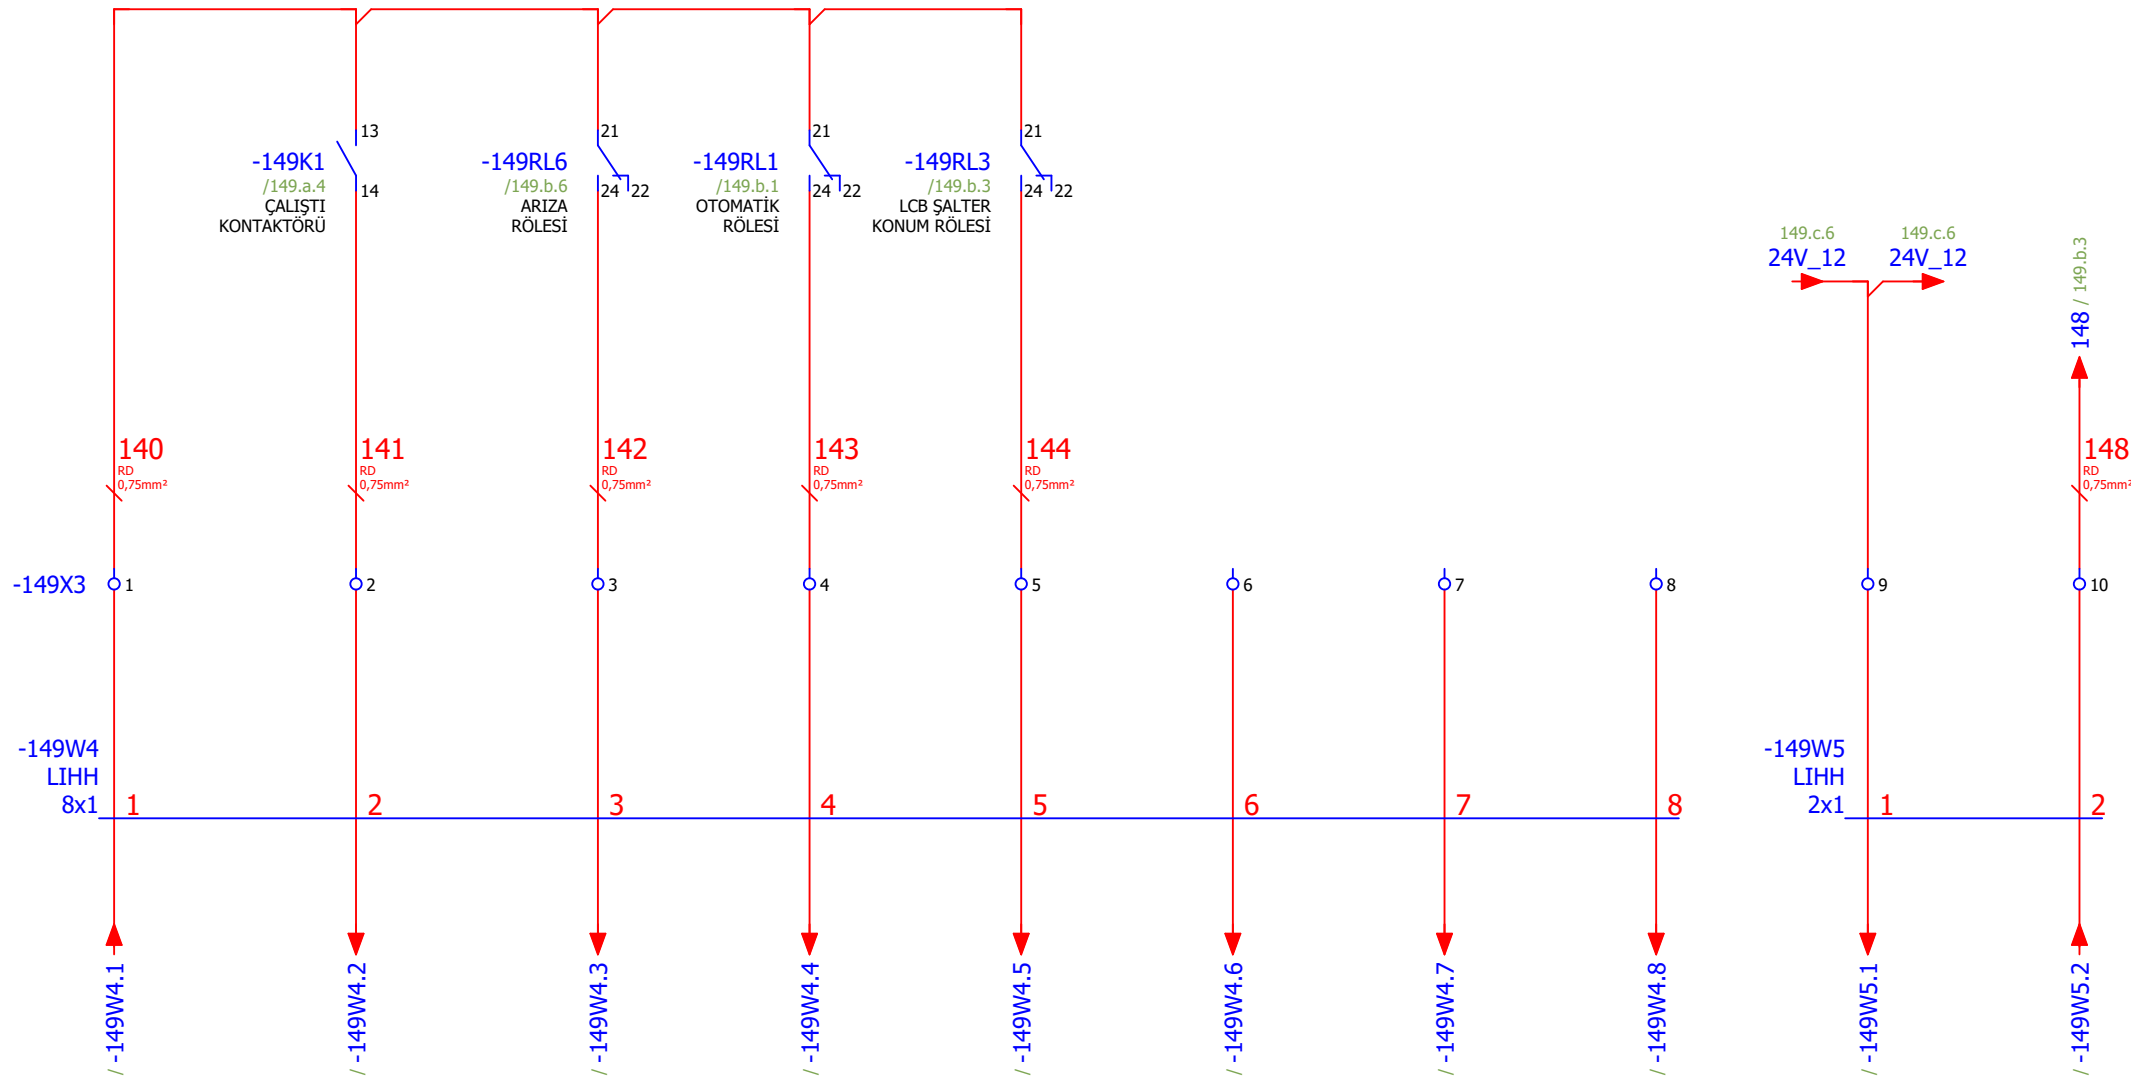 13
-149K1
/149.a.4
ÇALIŞTI
KONTAKTÖRÜ
14
21
-149RL6
/149.b.6
ARIZA
RÖLESİ
24 22
21
-149RL1
/149.b.1
OTOMATİK
RÖLESİ
24 22
21
-149RL3
/149.b.3
LCB ŞALTER
KONUM RÖLESİ
24 22
149.c.6
24V_12
149.c.6
24V_12
148 / 149.b.3
140
RD
0,75mm²
141
RD
0,75mm²
142
RD
0,75mm²
143
RD
0,75mm²
144
RD
0,75mm²
148
RD
0,75mm²
-149X3 1 2 3 4 5 6 7 8 9 10
-149W4
LIHH
8x1 1 2 3 4 5 6 7 8
-149W5
LIHH
2x1 1 2
/ -149W4.1
/ -149W4.2
/ -149W4.3
/ -149W4.4
/ -149W4.5
/ -149W4.6
/ -149W4.7
/ -149W4.8
/ -149W5.1
/ -149W5.2